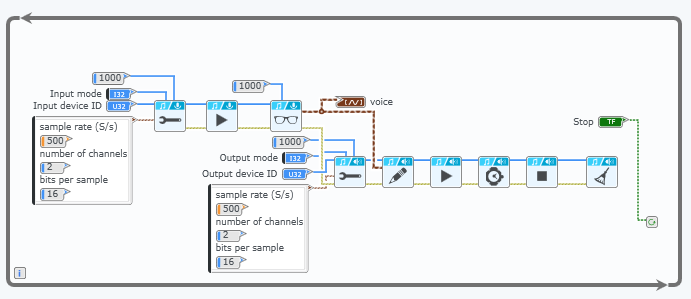 1000
Input mode I32
Input device ID U32
sample rate (S/s)
500
number of channels
2
bits per sample
16
1000
voice
1000
Output mode I32
Output device ID U32
sample rate (S/s)
500
number of channels
2
bits per sample
16
Stop TF
i